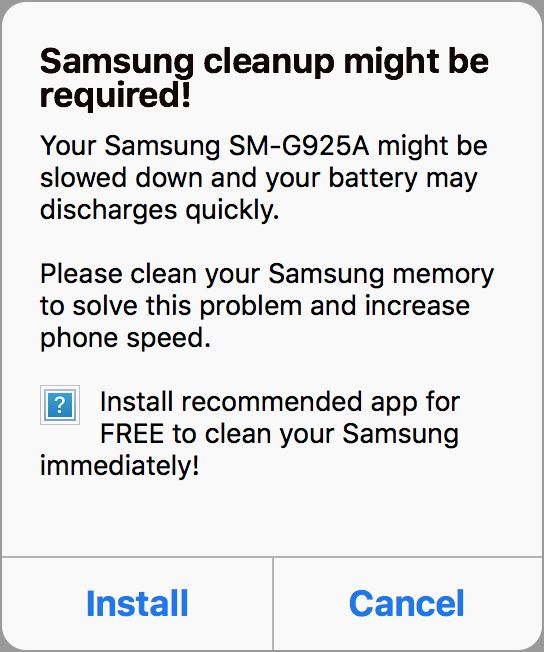 Samsung cleanup might be
required!
Your Samsung SM-G925A might be
slowed down and your battery may
discharges quickly.
Please clean your Samsung memory
to solve this problem and increase
phone speed.
? Install recommended app for
FREE to clean your Samsung
immediately!
Install
Cancel